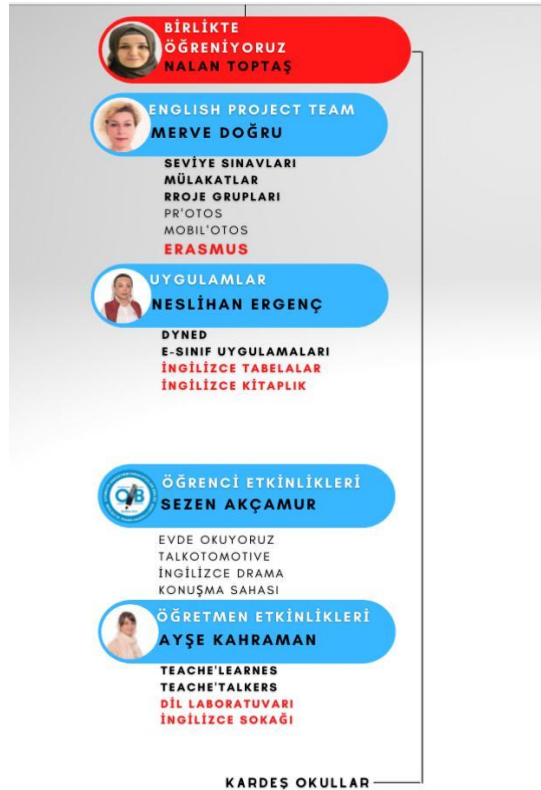 BİRLİKTE
ÖĞRENİYORUZ
NALAN TOPTAŞ
ENGLISH PROJECT TEAM
MERVE DOĞRU
SEVİYE SINAVLARI
MÜLAKATLAR
RROJE GRUPLARI
PR'OTOS
MOBIL'OTOS
ERASMUS
UYGULAMLAR
NESLİHAN ERGENÇ
DYNED
E-SINIF UYGULAMALARI
İNGİLİZCE TABELALAR
İNGİLİZCE KİTAPLIK
ÖĞRENCİ ETKİNLİKLERİ
SEZEN AKÇAMUR
EVDE OKUYORUZ
TALKOTOMOTIVE
İNGİLİZCE DRAMA
KONUŞMA SAHASI
ÖĞRETMEN ETKİNLİKLERİ
AYŞE KAHRAMAN
TEACHE'LEARNES
TEACHE'TALKERS
DİL LABORATUVARI
İNGİLİZCE SOKAĞI
KARDEŞ OKULLAR